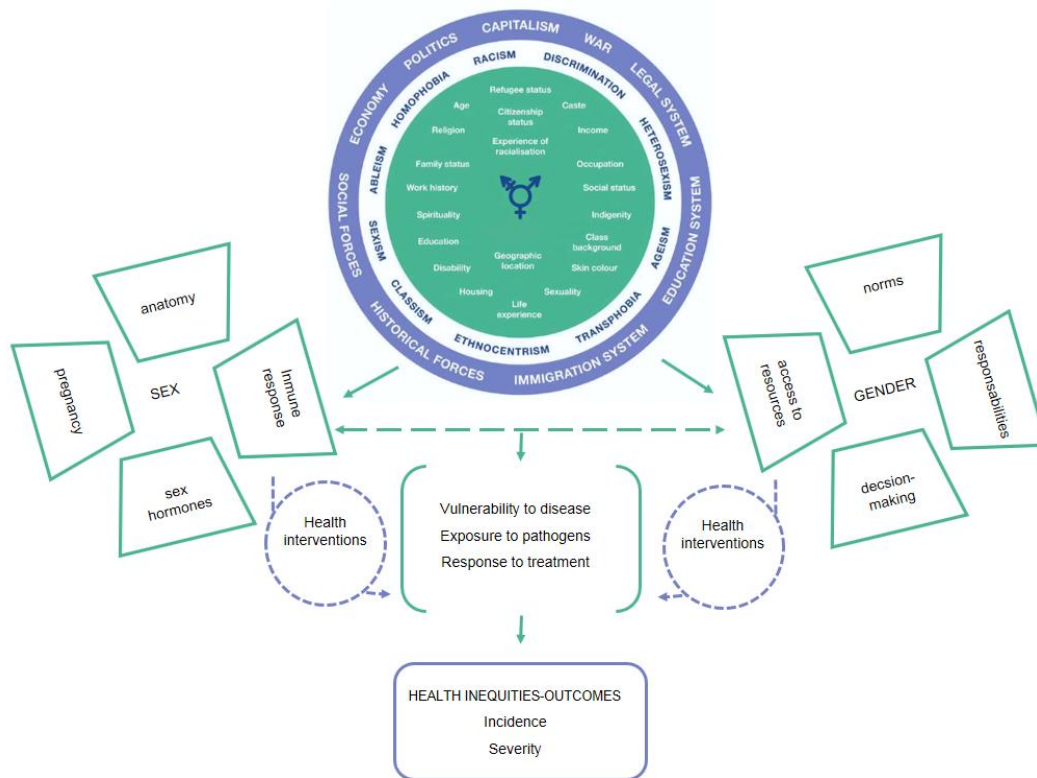 CAPITALISM
WAR
LEGAL SYSTEM
EDUCATION SYSTEM
IMMIGRATION SYSTEM
HISTORICAL FORCES
SOCIAL FORCES
ECONOMY
POLITICS
RACISM
DISCRIMINATION
HETEROSEXISM
AGEISM
TRANSPHOBIA
ETHNOCENTRISM
CLASSISM
SEXISM
ABLEISM
HOMOPHOBIA
Refugee status
Age
Citizenship
status
Caste
Religion
Experience of
racialisation
Income
Family status
Occupation
Work history
Social status
Spirituality
Indigenity
Education
Class
background
Disability
Geographic
location
Skin colour
Housing
Life
experience
Sexuality
anatomy
pregnancy
SEX
Immune
response
sex
hormones
norms
access to
resources
GENDER
responsabilities
decsion-
making
Health
interventions
Vulnerability to disease
Exposure to pathogens
Response to treatment
Health
interventions
HEALTH INEQUITIES-OUTCOMES
Incidence
Severity